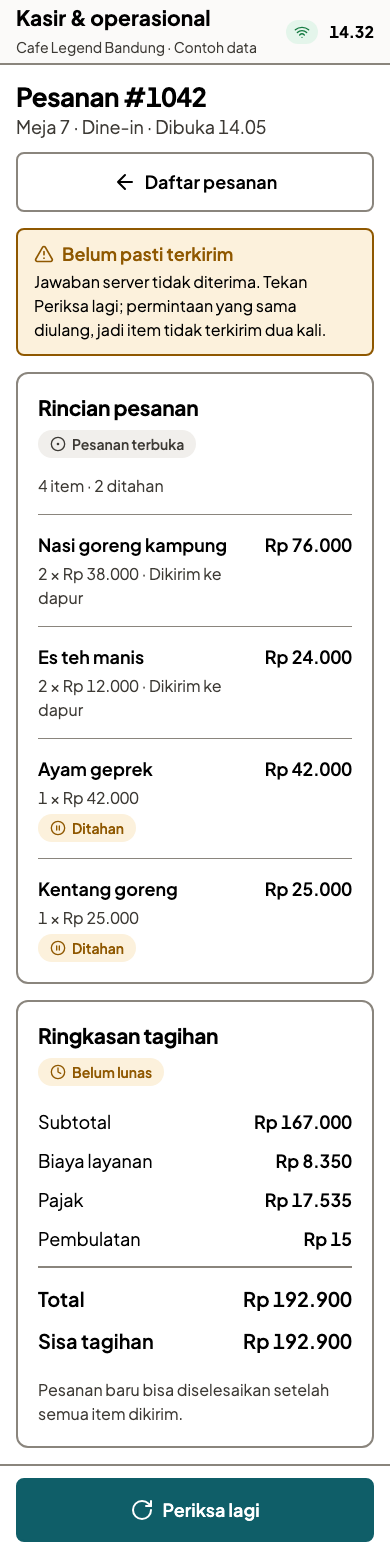 Kasir & operasional
Cafe Legend Bandung · Contoh data
14.32
Pesanan #1042
Meja 7 · Dine-in · Dibuka 14.05
Daftar pesanan
Belum pasti terkirim
Jawaban server tidak diterima. Tekan
Periksa lagi; permintaan yang sama
diulang, jadi item tidak terkirim dua kali.
Rincian pesanan
Pesanan terbuka
4 item · 2 ditahan
Nasi goreng kampung Rp 76.000
2 × Rp 38.000 · Dikirim ke
dapur
Es teh manis Rp 24.000
2 × Rp 12.000 · Dikirim ke
dapur
Ayam geprek Rp 42.000
1 × Rp 42.000
Ditahan
Kentang goreng Rp 25.000
1 × Rp 25.000
Ditahan
Ringkasan tagihan
Belum lunas
Subtotal Rp 167.000
Biaya layanan Rp 8.350
Pajak Rp 17.535
Pembulatan Rp 15
Total Rp 192.900
Sisa tagihan Rp 192.900
Pesanan baru bisa diselesaikan setelah
semua item dikirim.
Periksa lagi